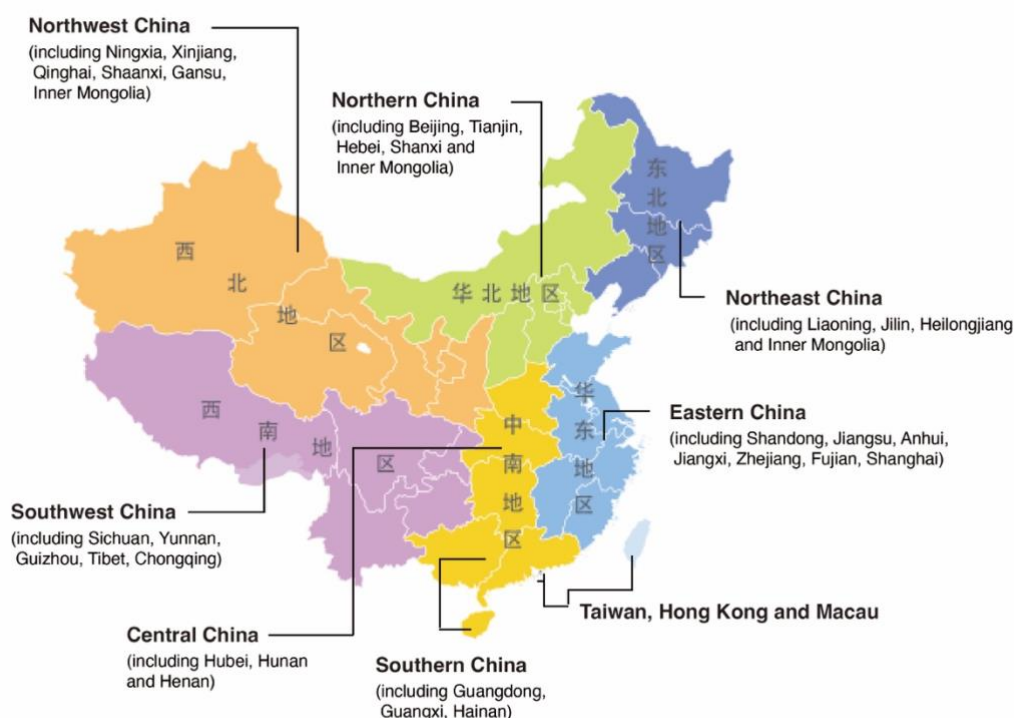 Northwest China
(including Ningxia, Xinjiang,
Qinghai, Shaanxi, Gansu,
Inner Mongolia)
Northern China
(including Beijing, Tianjin,
Hebei, Shanxi and
Inner Mongolia)
东北地区
西北地区
华北地区
Northeast China
(including Liaoning, Jilin, Heilongjiang
and Inner Mongolia)
西南地区
中南地区
华东地区
Eastern China
(including Shandong, Jiangsu, Anhui,
Jiangxi, Zhejiang, Fujian, Shanghai)
Southwest China
(including Sichuan, Yunnan,
Guizhou, Tibet, Chongqing)
Taiwan, Hong Kong and Macau
Central China
(including Hubei, Hunan
and Henan)
Southern China
(including Guangdong,
Guangxi, Hainan)